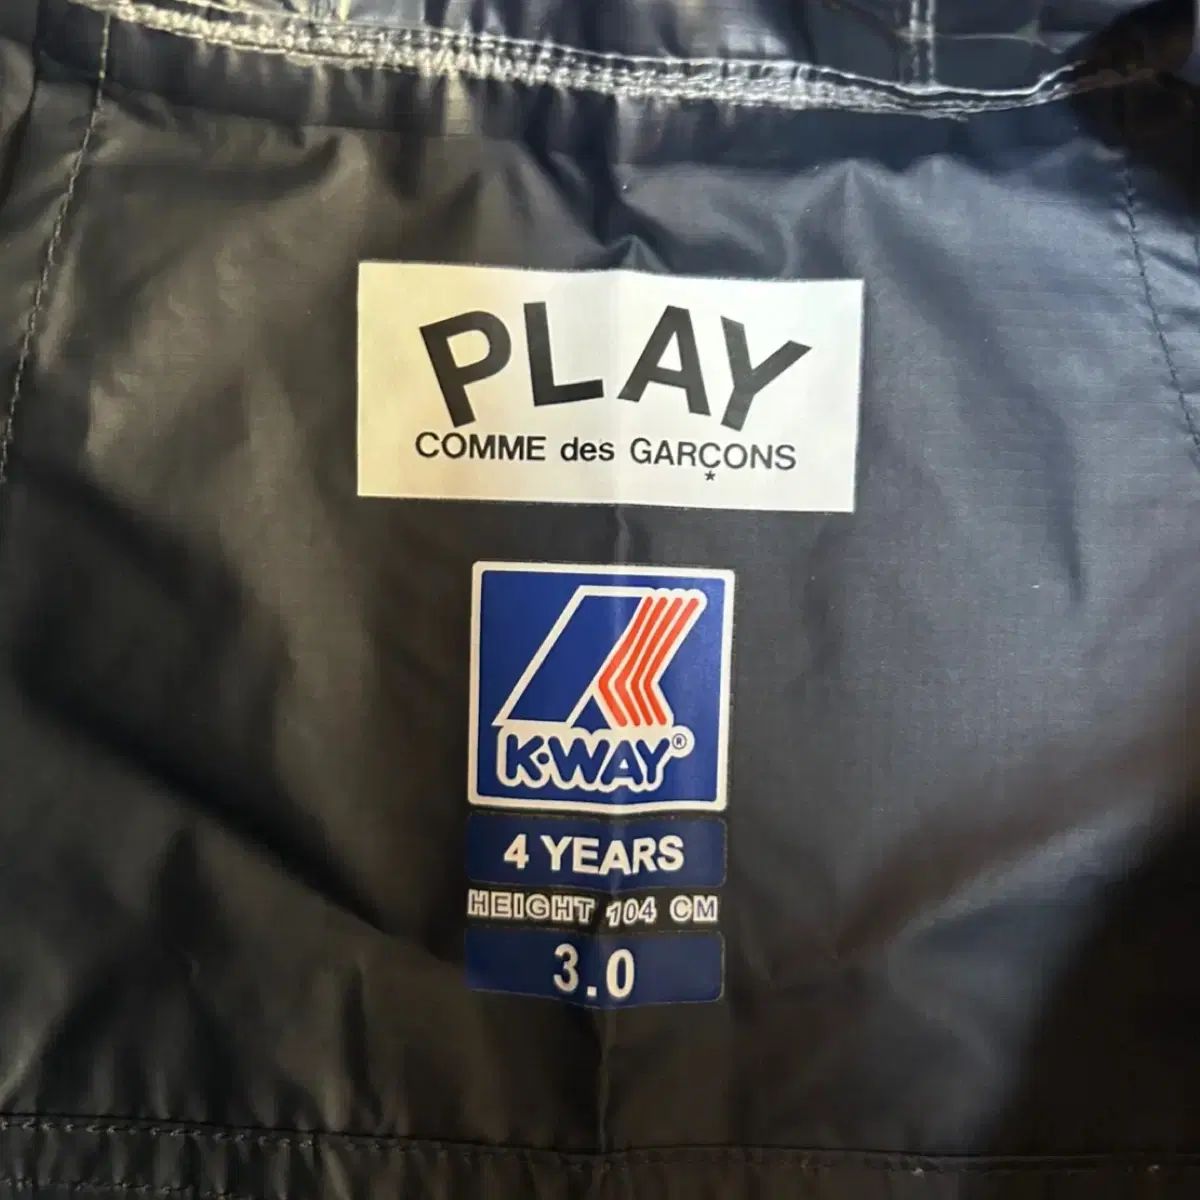 PLAY
COMME des GARÇONS
*
K·WAY®
4 YEARS
HEIGHT 104 CM
3.0